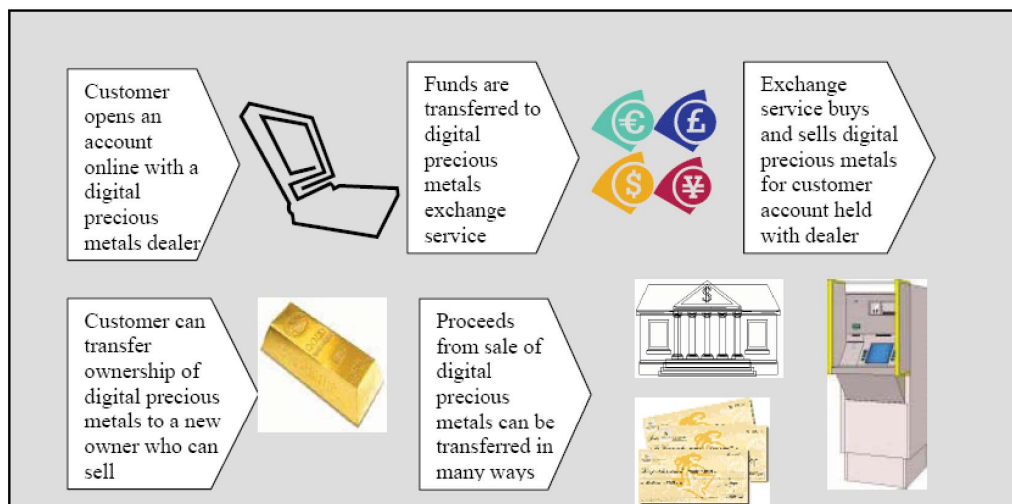 Customer
opens an
account
online with a
digital
precious
metals dealer
Funds are
transferred to
digital
precious
metals
exchange
service
€
£
$
¥
Exchange
service buys
and sells digital
precious metals
for customer
account held
with dealer
Customer can
transfer
ownership of
digital precious
metals to a new
owner who can
sell
Proceeds
from sale of
digital
precious
metals can be
transferred in
many ways
$